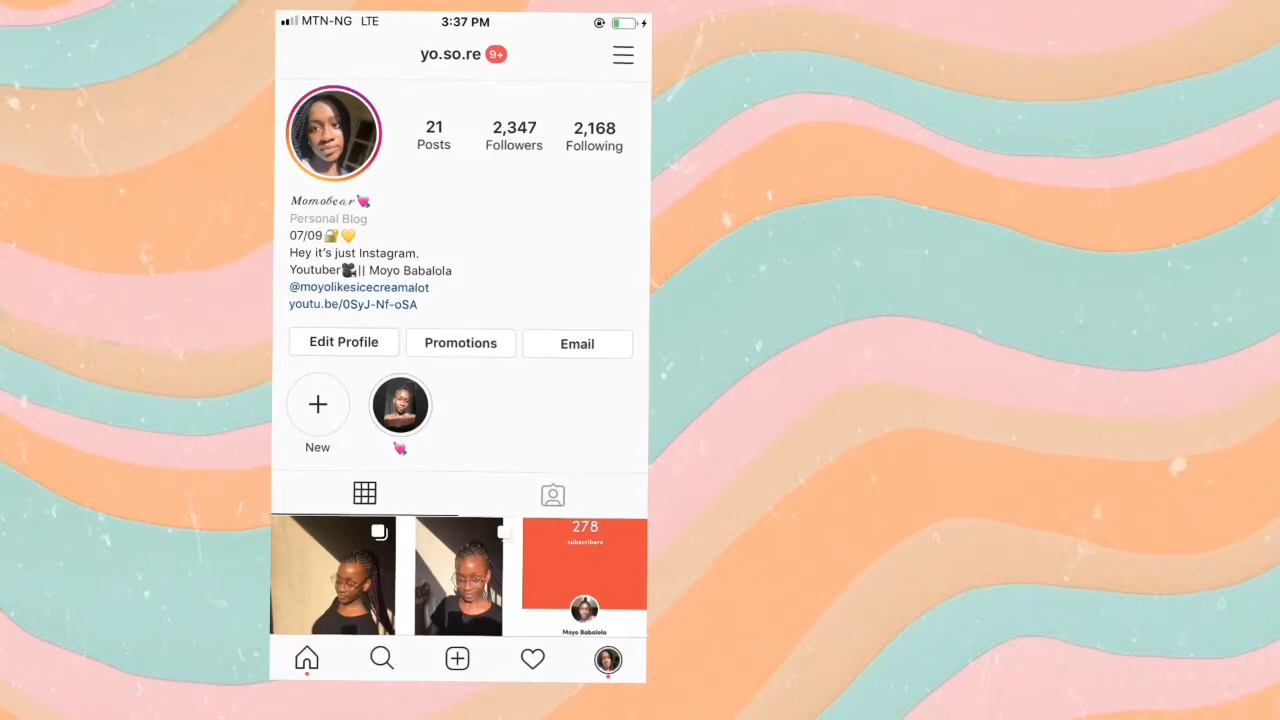 MTN-NG LTE 3:37 PM
yo.so.re 9+
21 2,347 2,168
Posts Followers Following
𝑀𝑜𝓂𝑜𝒷𝑒𝒶𝓇💘
Personal Blog
07/09🔐💛
Hey it’s just Instagram.
Youtuber🎥|| Moyo Babalola
@moyolikesicecreamalot
youtu.be/0SyJ-Nf-oSA
Edit Profile Promotions Email
New 💘
278
subscribers
Moyo Babalola